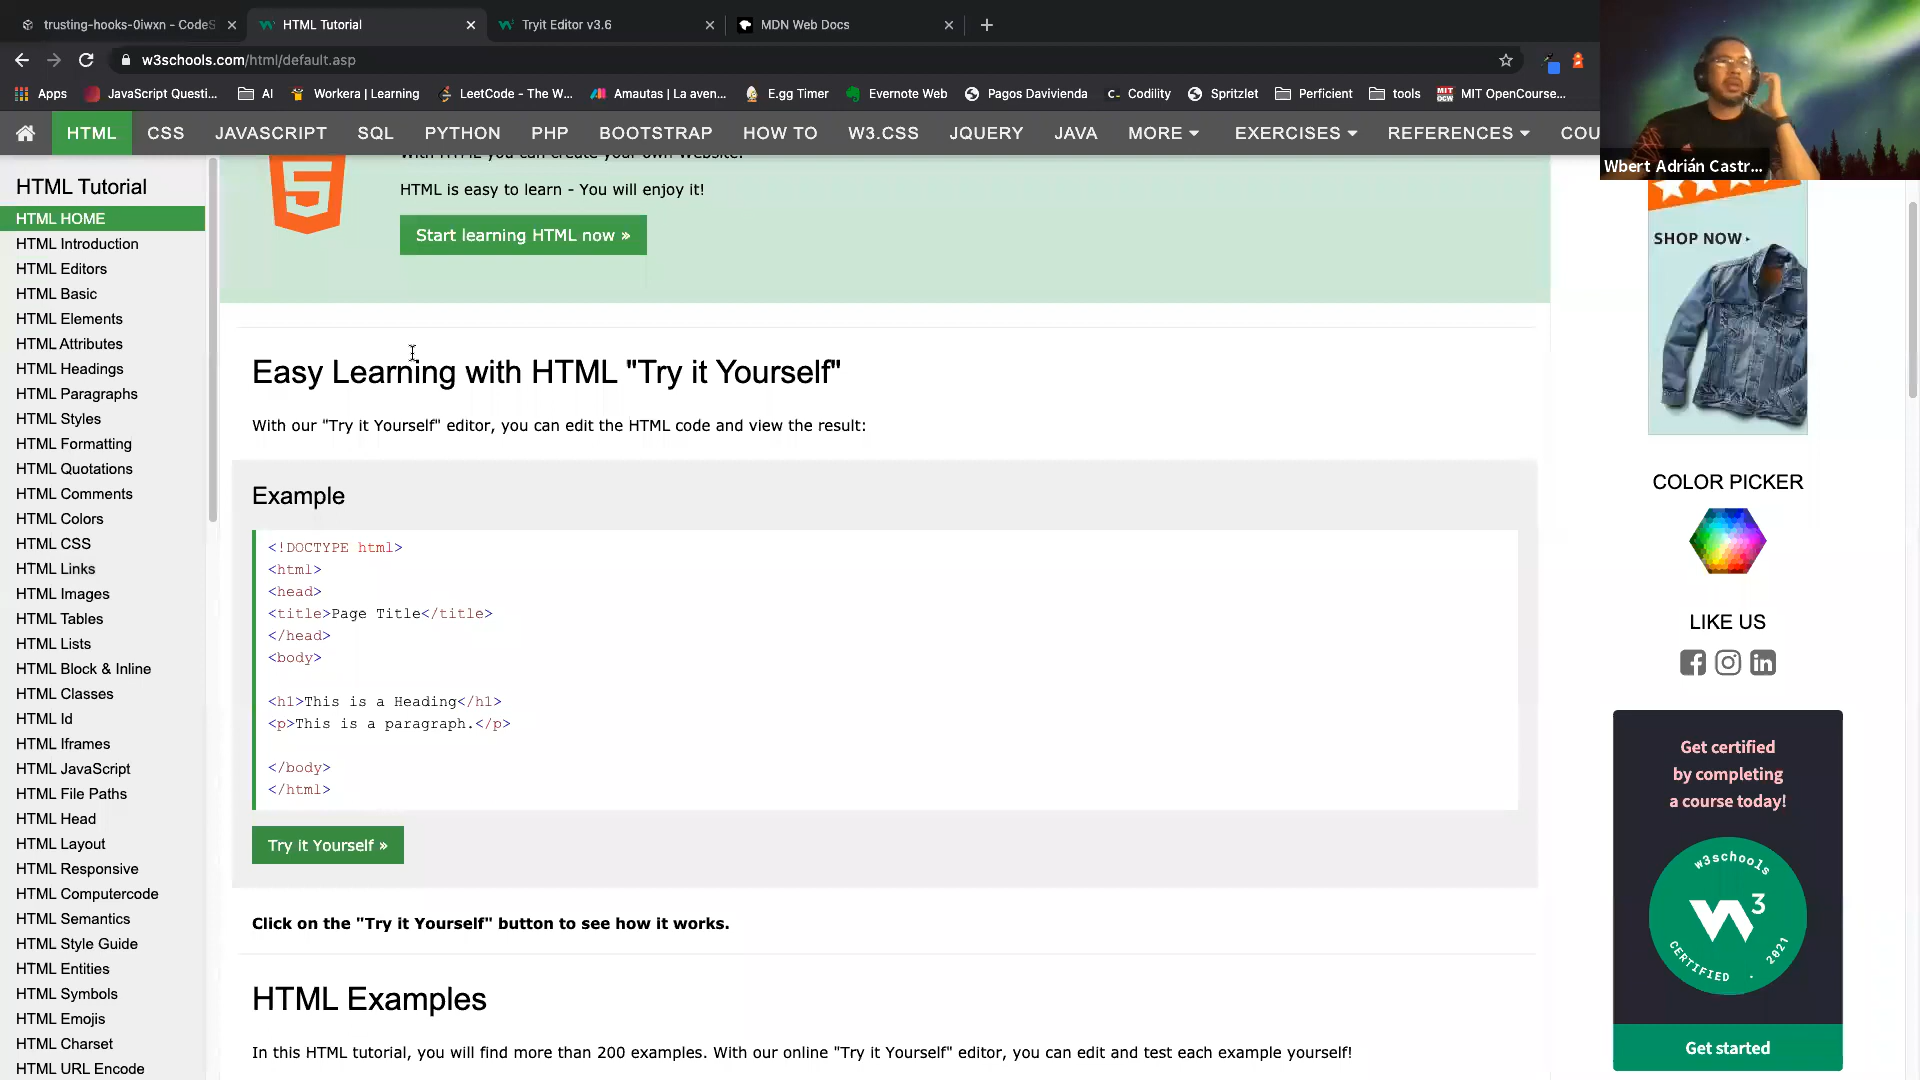 trusting-hooks-0iwxn - CodeS
HTML Tutorial
Tryit Editor v3.6
MDN Web Docs
w3schools.com/html/default.asp
Apps
JavaScript Questi...
AI
Workera | Learning
LeetCode - The W...
Amautas | La aven...
E.gg Timer
Evernote Web
Pagos Davivienda
Codility
Spritzlet
Perficient
tools
MIT OpenCourse...
HTML
CSS
JAVASCRIPT
SQL
PYTHON
PHP
BOOTSTRAP
HOW TO
W3.CSS
JQUERY
JAVA
MORE
EXERCISES
REFERENCES
COU
Wbert Adrián Castr...
HTML Tutorial
HTML HOME
HTML Introduction
HTML Editors
HTML Basic
HTML Elements
HTML Attributes
HTML Headings
HTML Paragraphs
HTML Styles
HTML Formatting
HTML Quotations
HTML Comments
HTML Colors
HTML CSS
HTML Links
HTML Images
HTML Tables
HTML Lists
HTML Block & Inline
HTML Classes
HTML Id
HTML Iframes
HTML JavaScript
HTML File Paths
HTML Head
HTML Layout
HTML Responsive
HTML Computercode
HTML Semantics
HTML Style Guide
HTML Entities
HTML Symbols
HTML Emojis
HTML Charset
HTML URL Encode
With HTML you can create your own Website.
HTML is easy to learn - You will enjoy it!
Start learning HTML now »
Easy Learning with HTML "Try it Yourself"
With our "Try it Yourself" editor, you can edit the HTML code and view the result:
Example
<!DOCTYPE html>
<html>
<head>
<title>Page Title</title>
</head>
<body>
<h1>This is a Heading</h1>
<p>This is a paragraph.</p>
</body>
</html>
Try it Yourself »
Click on the "Try it Yourself" button to see how it works.
HTML Examples
In this HTML tutorial, you will find more than 200 examples. With our online "Try it Yourself" editor, you can edit and test each example yourself!
SHOP NOW
COLOR PICKER
LIKE US
Get certified
by completing
a course today!
w3schools
W3
CERTIFIED . 2021
Get started